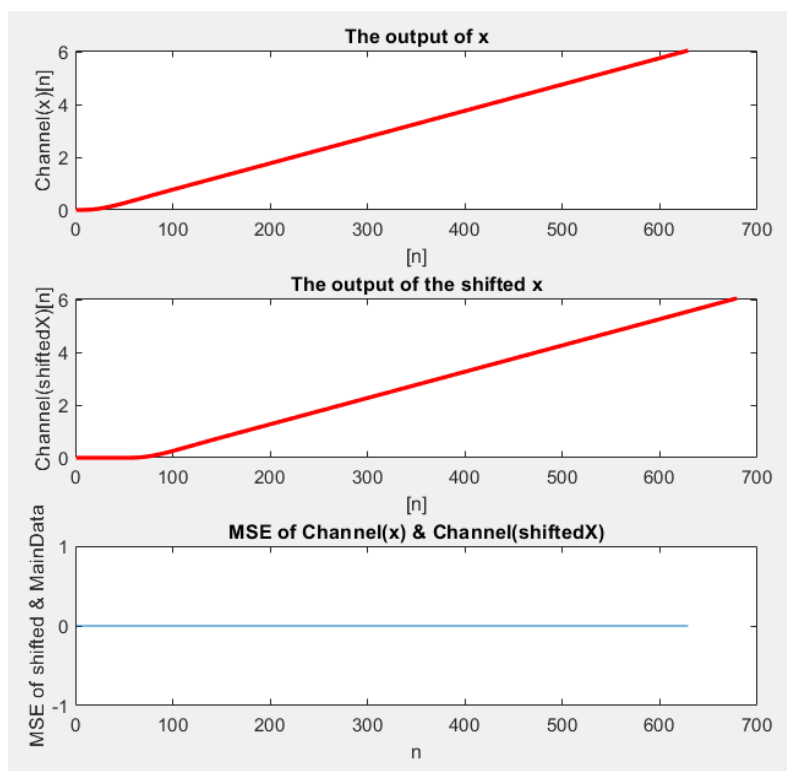 The output of x
Channel(x)[n]
6
4
2
0
0 100 200 300 400 500 600 700
[n]
The output of the shifted x
Channel(shiftedX)[n]
6
4
2
0
0 100 200 300 400 500 600 700
[n]
MSE of Channel(x) & Channel(shiftedX)
MSE of shifted & MainData
1
0
-1
0 100 200 300 400 500 600 700
n